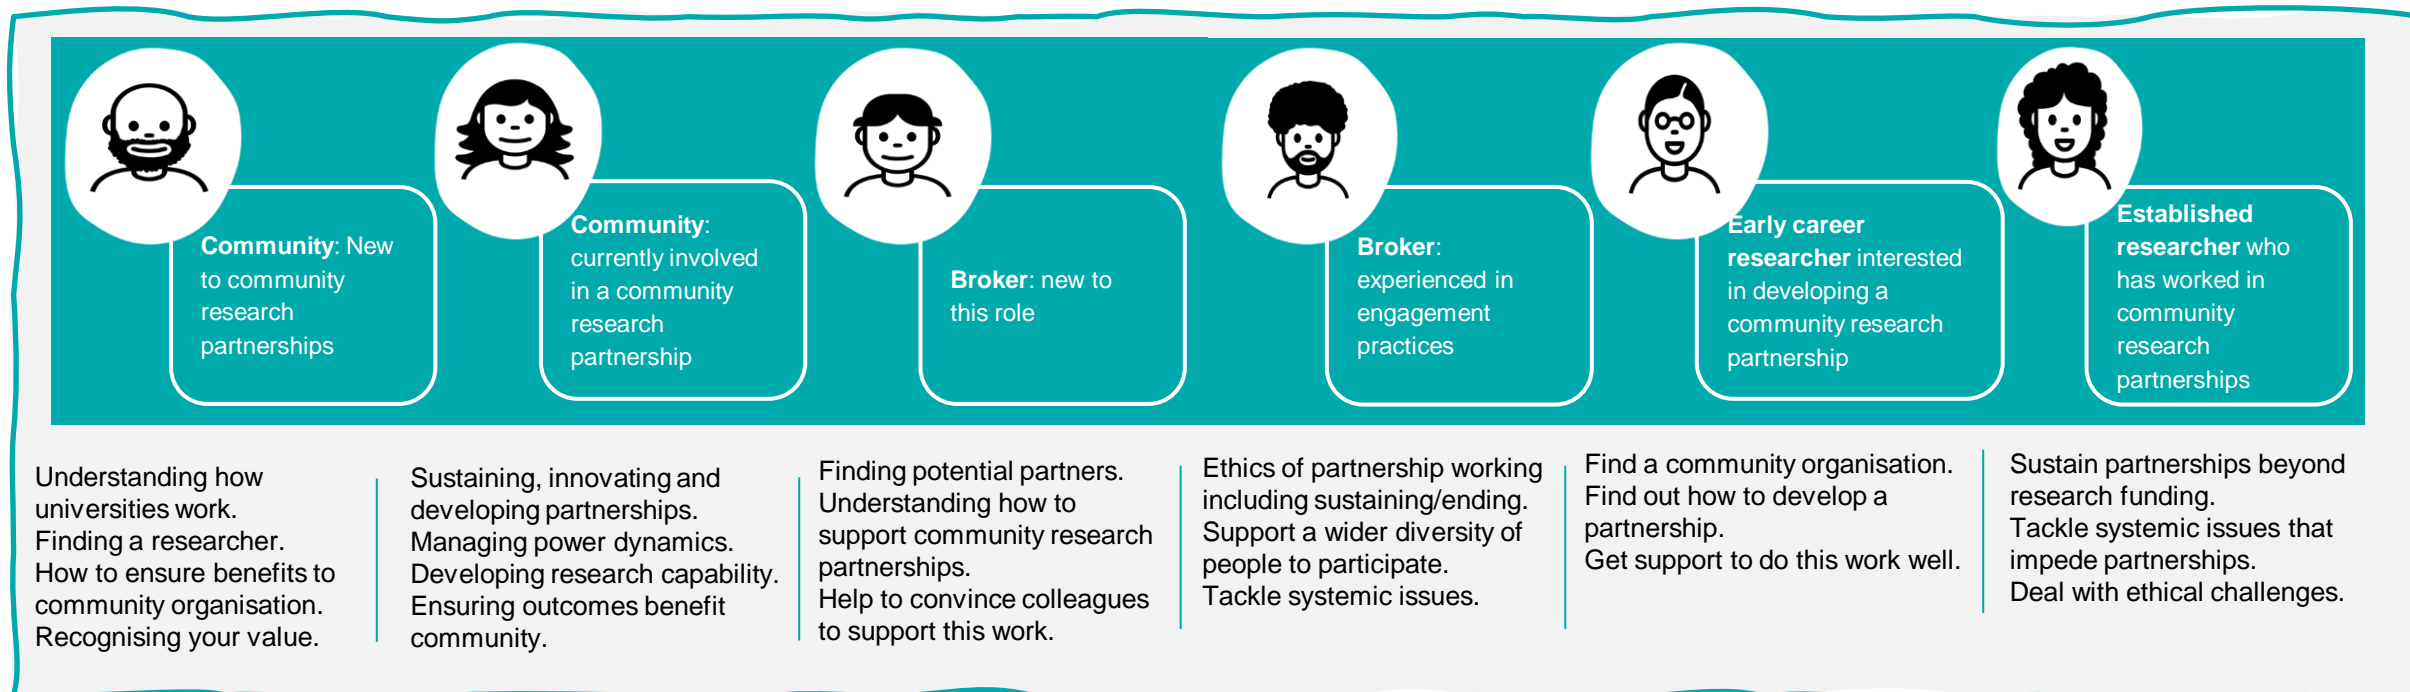 Community: New
to community
research
partnerships
Community:
currently involved
in a community
research
partnership
Broker: new to
this role
Broker:
experienced in
engagement
practices
Early career
researcher interested
in developing a
community research
partnership
Established
researcher who
has worked in
community
research
partnerships
Understanding how
universities work.
Finding a researcher.
How to ensure benefits to
community organisation.
Recognising your value.
Sustaining, innovating and
developing partnerships.
Managing power dynamics.
Developing research capability.
Ensuring outcomes benefit
community.
Finding potential partners.
Understanding how to
support community research
partnerships.
Help to convince colleagues
to support this work.
Ethics of partnership working
including sustaining/ending.
Support a wider diversity of
people to participate.
Tackle systemic issues.
Find a community organisation.
Find out how to develop a
partnership.
Get support to do this work well.
Sustain partnerships beyond
research funding.
Tackle systemic issues that
impede partnerships.
Deal with ethical challenges.